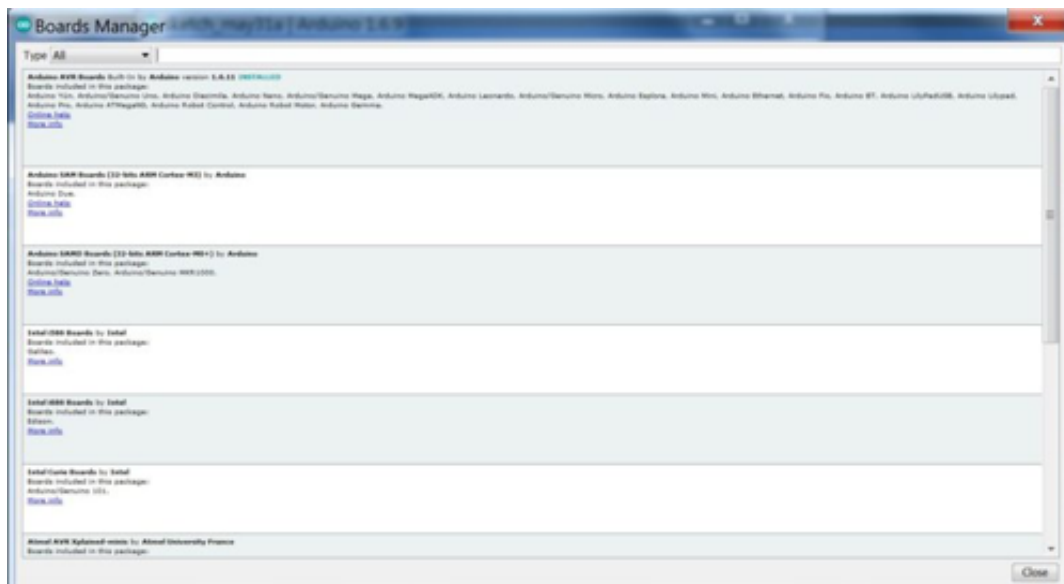 sketch_may31a | Arduino 1.6.9
Boards Manager
Type All
Arduino AVR Boards Built-In by Arduino version 1.6.11 INSTALLED
Boards included in this package:
Arduino Yún, Arduino/Genuino Uno, Arduino Diecimila, Arduino Nano, Arduino/Genuino Mega, Arduino MegaADK, Arduino Leonardo, Arduino/Genuino Micro, Arduino Esplora, Arduino Mini, Arduino Ethernet, Arduino Fio, Arduino BT, Arduino LilyPadUSB, Arduino Lilypad,
Arduino Pro, Arduino ATMegaNG, Arduino Robot Control, Arduino Robot Motor, Arduino Gemma.
Online help
More info
Arduino SAM Boards (32-bits ARM Cortex-M3) by Arduino
Boards included in this package:
Arduino Due.
Online help
More info
Arduino SAMD Boards (32-bits ARM Cortex-M0+) by Arduino
Boards included in this package:
Arduino/Genuino Zero, Arduino/Genuino MKR1000.
Online help
More info
Intel i586 Boards by Intel
Boards included in this package:
Galileo.
More info
Intel i686 Boards by Intel
Boards included in this package:
Edison.
More info
Intel Curie Boards by Intel
Boards included in this package:
Arduino/Genuino 101.
More info
Atmel AVR Xplained-minis by Atmel University France
Boards included in this package:
Close